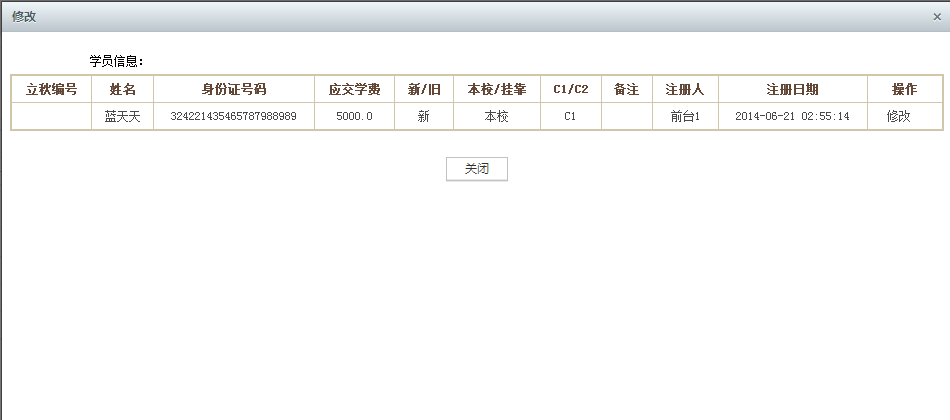 修改 ×
学员信息：
立秋编号 姓名 身份证号码 应交学费 新/旧 本校/挂靠 C1/C2 备注 注册人 注册日期 操作
蓝天天 324221435465787988989 5000.0 新 本校 C1 前台1 2014-06-21 02:55:14 修改
关闭